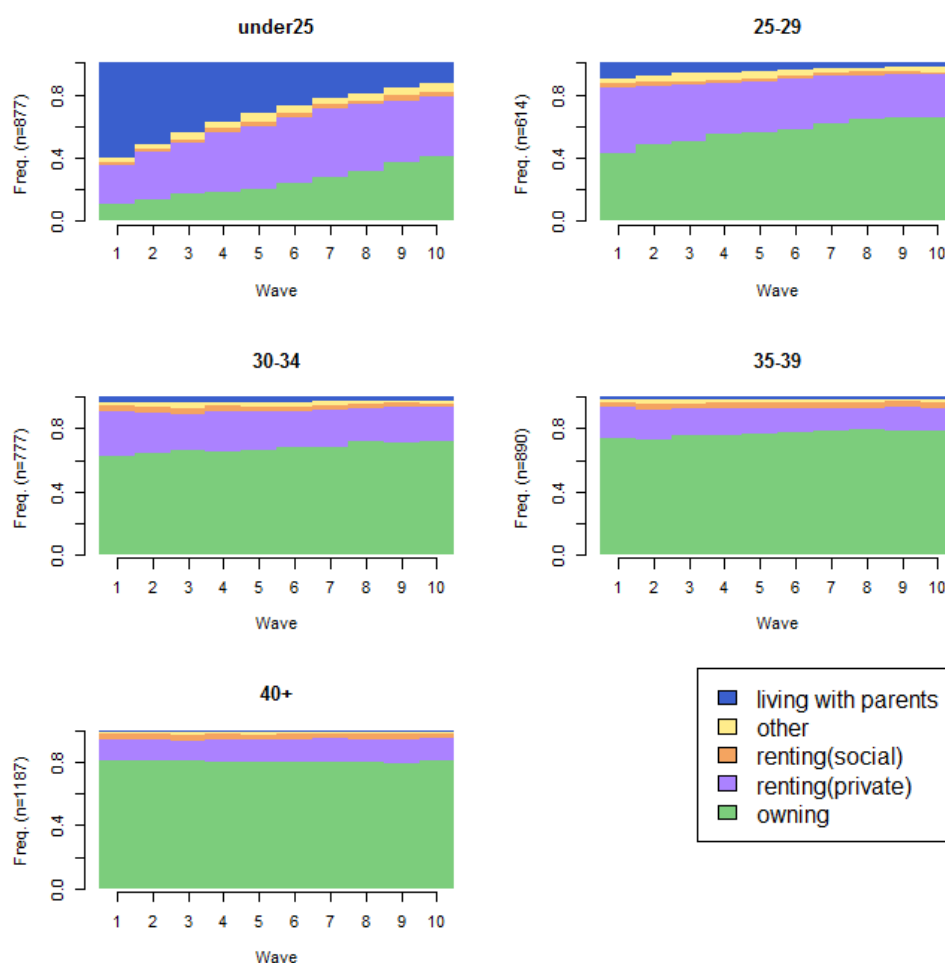 under25
Freq. (n=877)
0.0 0.4 0.8
1 2 3 4 5 6 7 8 9 10
Wave
25-29
Freq. (n=614)
0.0 0.4 0.8
1 2 3 4 5 6 7 8 9 10
Wave
30-34
Freq. (n=777)
0.0 0.4 0.8
1 2 3 4 5 6 7 8 9 10
Wave
35-39
Freq. (n=890)
0.0 0.4 0.8
1 2 3 4 5 6 7 8 9 10
Wave
40+
Freq. (n=1187)
0.0 0.4 0.8
1 2 3 4 5 6 7 8 9 10
Wave
living with parents
other
renting(social)
renting(private)
owning